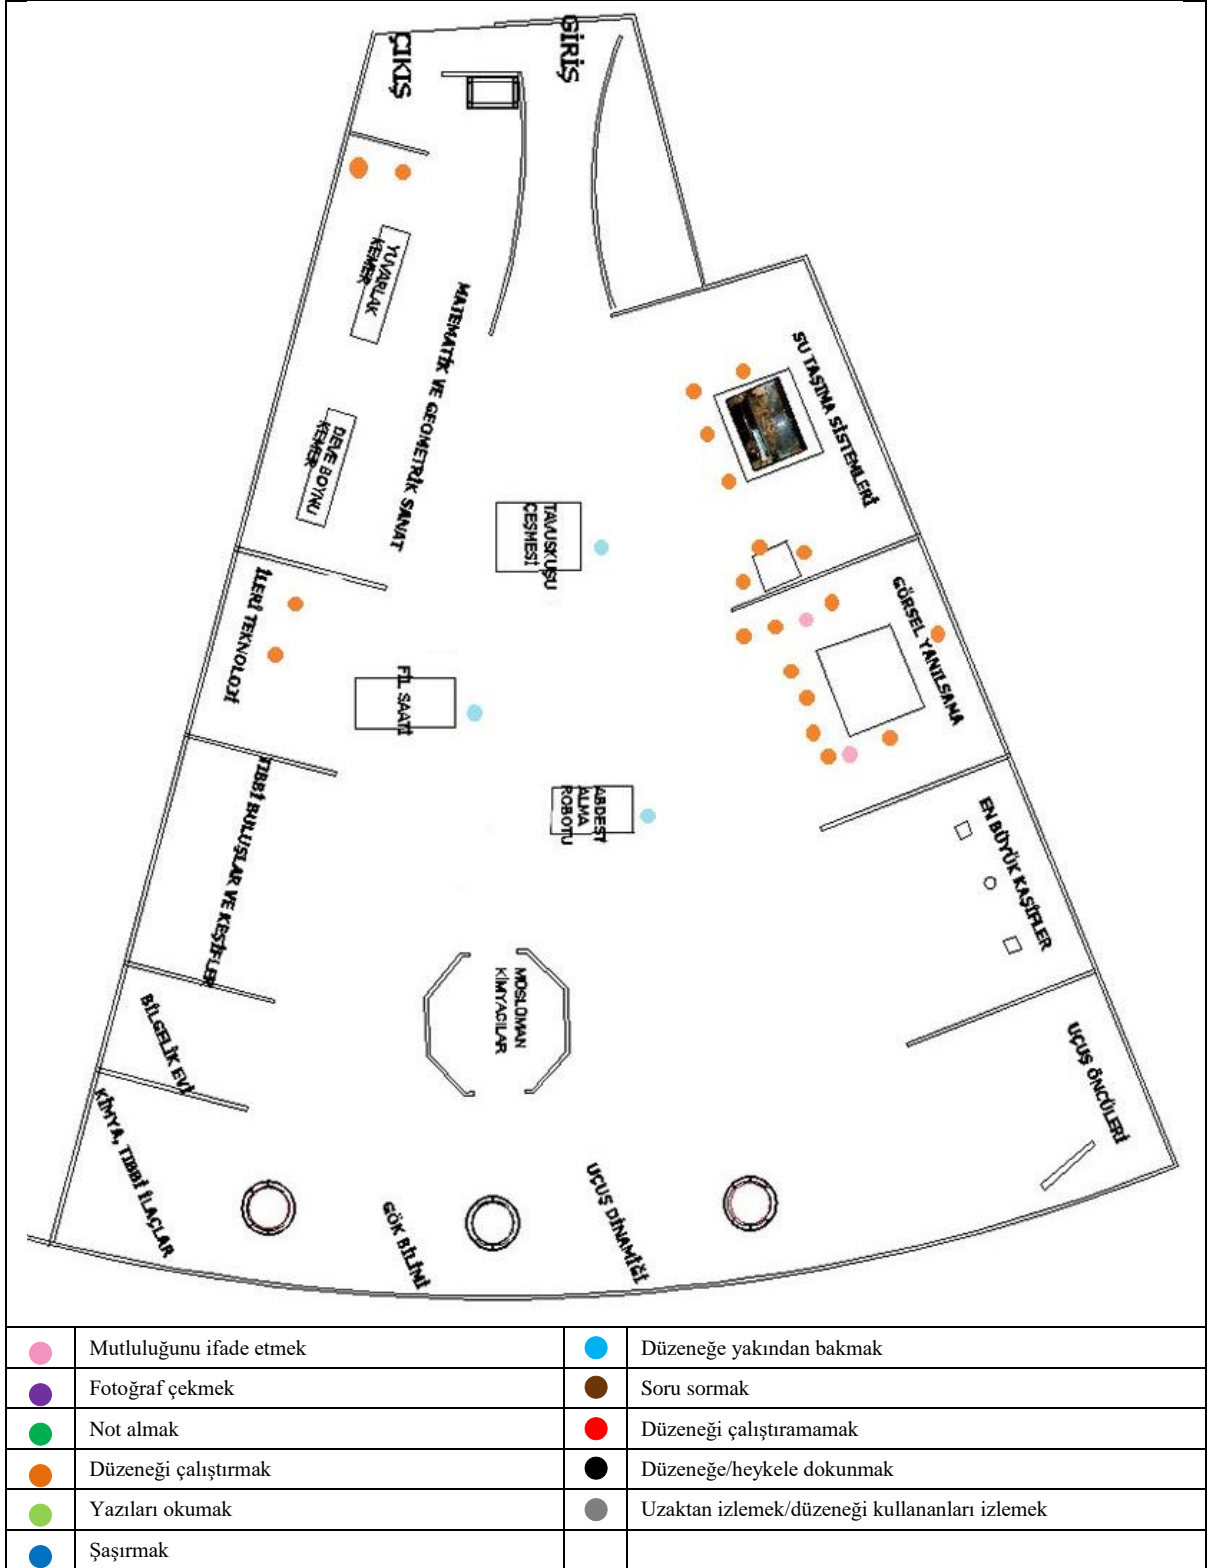 ÇIKIŞ
GİRİŞ
YUVARLAK
KEMER
MATEMATİK VE GEOMETRİK SANAT
DEVE BOYNU
KEMER
SU TAŞIMA SİSTEMLERİ
TAVUSKUŞU
ÇEŞMESİ
İLERİ TEKNOLOJİ
GÖRSEL YANILSAMA
FİL SAATİ
TIBBİ BULUŞLAR VE KEŞİFLER
ABDEST
ALMA
ROBOTU
EN BÜYÜK KAŞİFLER
MÜSLÜMAN
KİMYACILAR
BİLGELİK EVİ
UÇUŞ ÖNCÜLERİ
KİMYA, TIBBİ İLAÇLAR
GÖK BİLİMİ
UÇUŞ DİNAMİĞİ
Mutluluğunu ifade etmek
Düzeneğe yakından bakmak
Fotoğraf çekmek
Soru sormak
Not almak
Düzeneği çalıştıramamak
Düzeneği çalıştırmak
Düzeneğe/heykele dokunmak
Yazıları okumak
Uzaktan izlemek/düzeneği kullananları izlemek
Şaşırmak